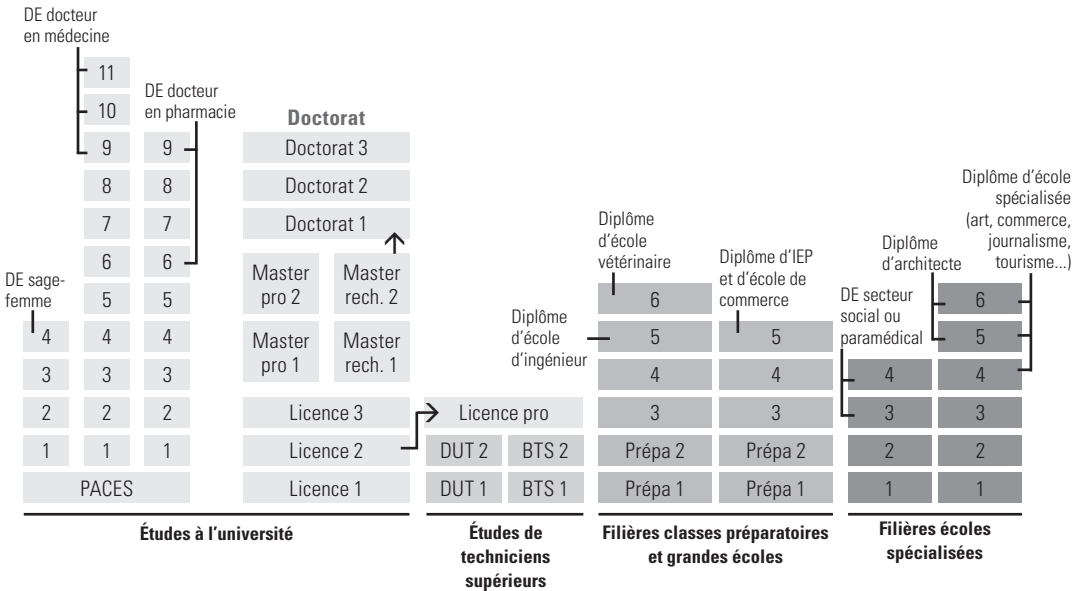 DE docteur
en médecine
11
10
9
8
7
6
5
4
3
2
1
DE docteur
en pharmacie
9
8
7
6
5
4
3
2
1
DE sage-
femme
4
3
2
1
PACES
Doctorat
Doctorat 3
Doctorat 2
Doctorat 1
Master
pro 2
Master
rech. 2
Master
pro 1
Master
rech. 1
Licence 3
Licence 2
Licence 1
Études à l'université
Licence pro
DUT 2
BTS 2
DUT 1
BTS 1
Études de
techniciens
supérieurs
Diplôme
d'école
vétérinaire
Diplôme
d'école
d'ingénieur
6
5
4
3
Prépa 2
Prépa 1
Diplôme d'IEP
et d'école de
commerce
5
4
3
Prépa 2
Prépa 1
Filières classes préparatoires
et grandes écoles
DE secteur
social ou
paramédical
4
3
2
1
Diplôme
d'architecte
Diplôme d'école
spécialisée
(art, commerce,
journalisme,
tourisme...)
6
5
4
3
2
1
Filières écoles
spécialisées